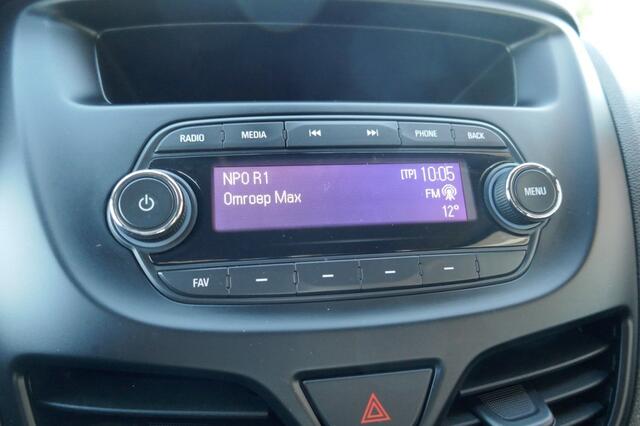 RADIO MEDIA PHONE BACK
NPO R1 [TP] 10:05
Omroep Max FM
12°
MENU
FAV